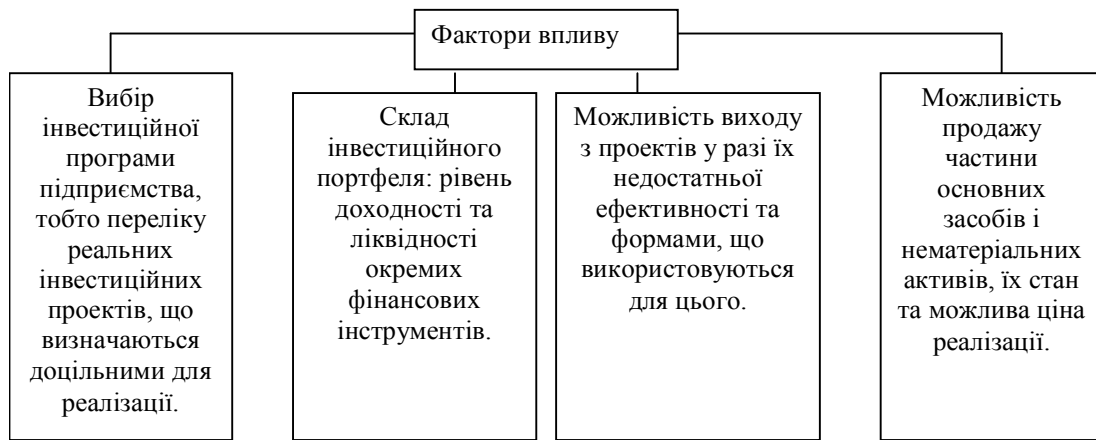 Фактори впливу
Вибір
інвестиційної
програми
підприємства,
тобто переліку
реальних
інвестиційних
проектів, що
визначаються
доцільними для
реалізації.
Склад
інвестиційного
портфеля: рівень
доходності та
ліквідності
окремих
фінансових
інструментів.
Можливість виходу
з проектів у разі їх
недостатньої
ефективності та
формами, що
використовуються
для цього.
Можливість
продажу
частини
основних
засобів і
нематеріальних
активів, їх стан
та можлива ціна
реалізації.